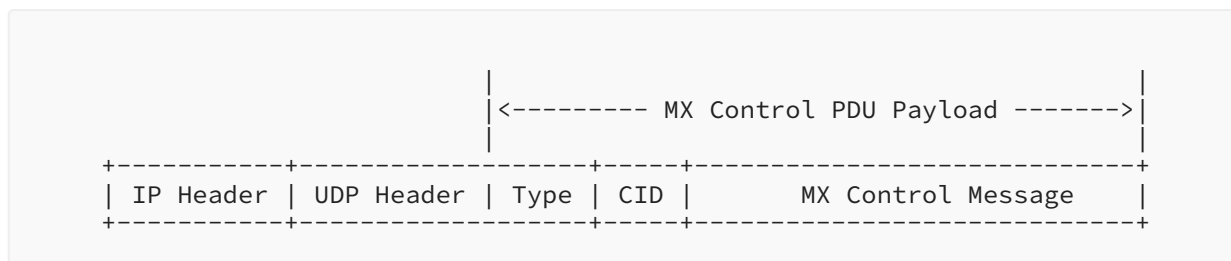 |<--------- MX Control PDU Payload ------->|
+-----------+------------------+-----+---------------------------+
| IP Header | UDP Header | Type | CID | MX Control Message |
+-----------+------------------+-----+---------------------------+